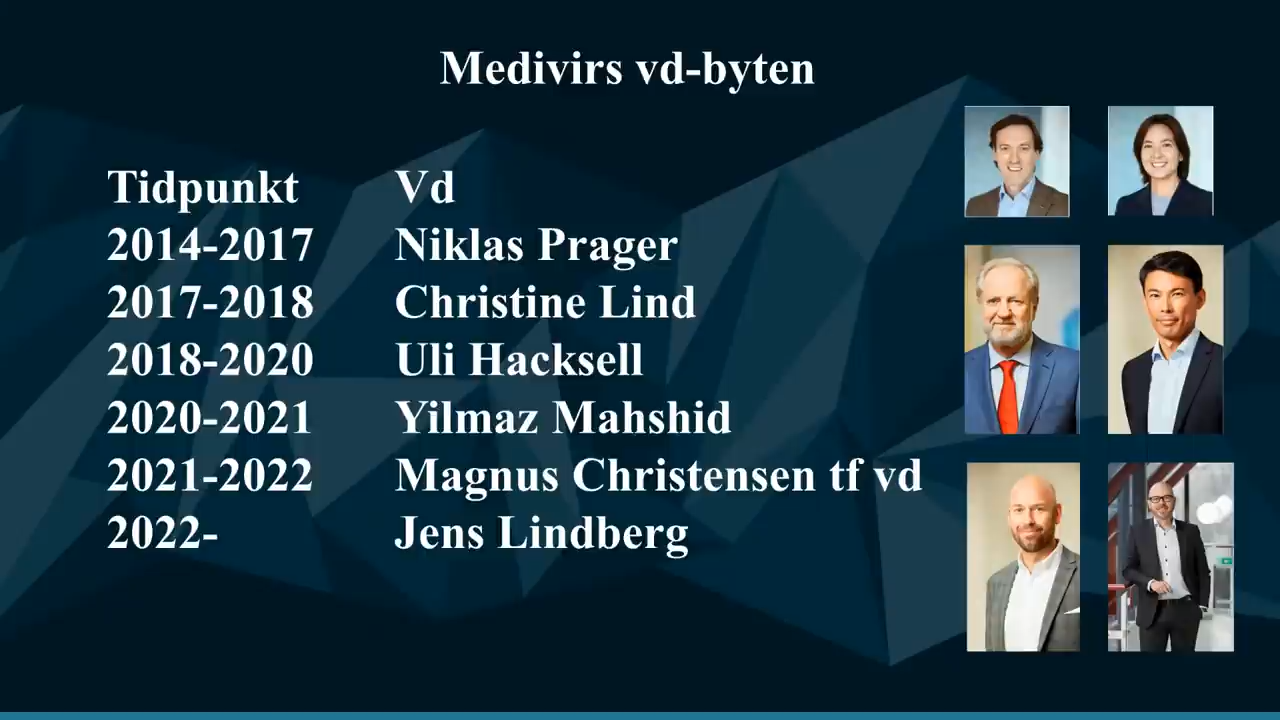 Medivirs vd-byten
Tidpunkt Vd
2014-2017 Niklas Prager
2017-2018 Christine Lind
2018-2020 Uli Hacksell
2020-2021 Yilmaz Mahshid
2021-2022 Magnus Christensen tf vd
2022- Jens Lindberg